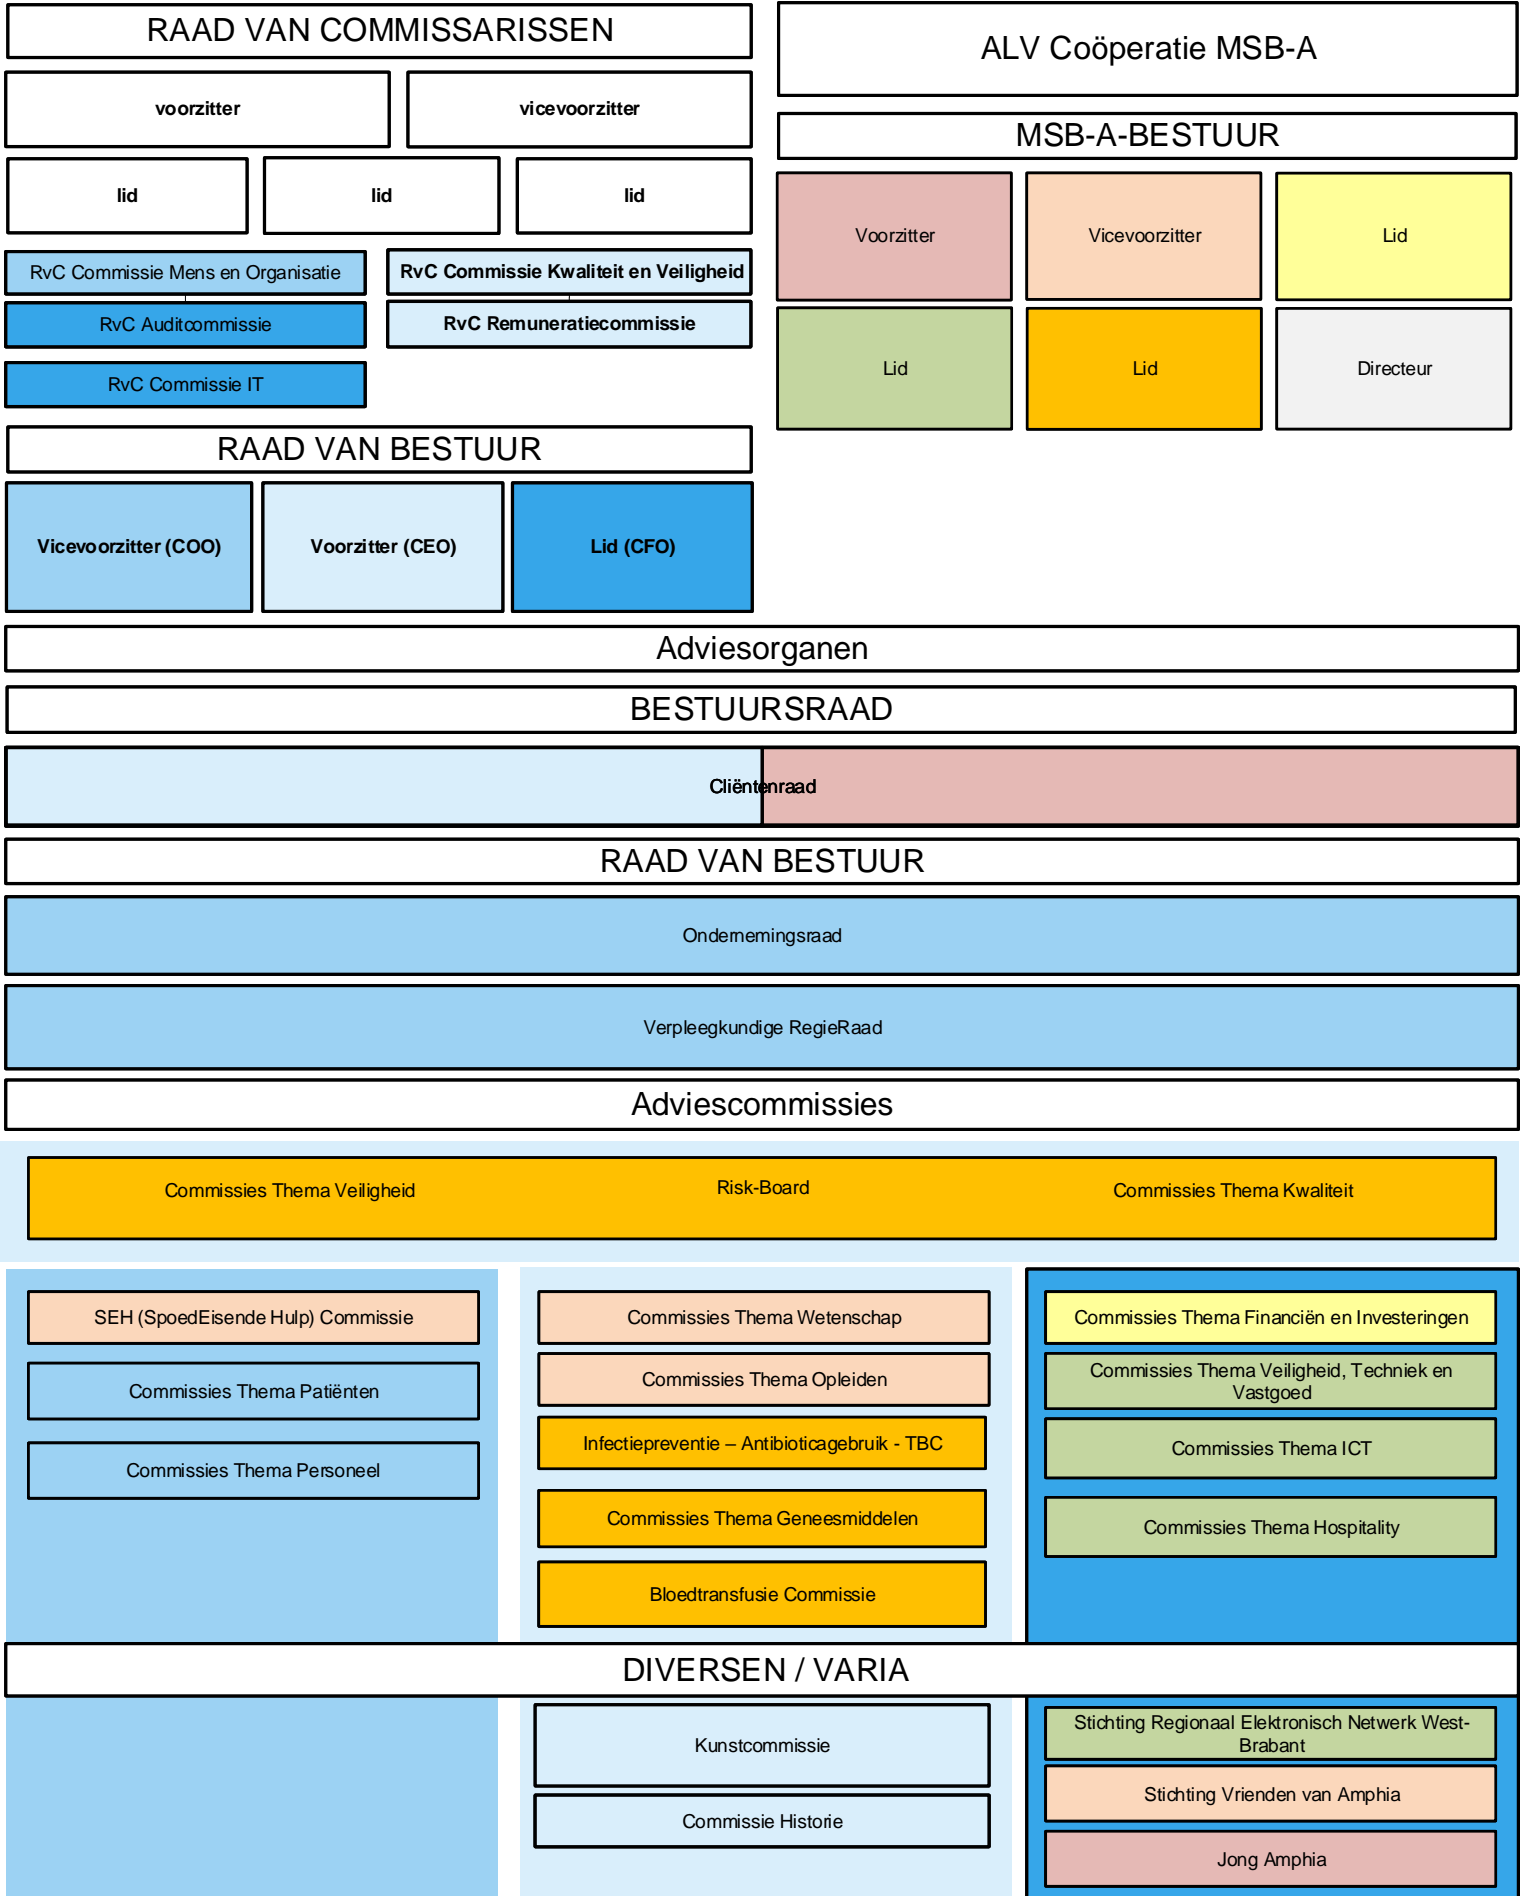 RAAD VAN COMMISSARISSEN
voorzitter
vicevoorzitter
lid
lid
lid
RvC Commissie Mens en Organisatie
RvC Commissie Kwaliteit en Veiligheid
RvC Auditcommissie
RvC Remuneratiecommissie
RvC Commissie IT
ALV Coöperatie MSB-A
MSB-A-BESTUUR
Voorzitter
Vicevoorzitter
Lid
Lid
Lid
Directeur
RAAD VAN BESTUUR
Vicevoorzitter (COO)
Voorzitter (CEO)
Lid (CFO)
Adviesorganen
BESTUURSRAAD
Cliëntenraad
RAAD VAN BESTUUR
Ondernemingsraad
Verpleegkundige RegieRaad
Adviescommissies
Commissies Thema Veiligheid
Risk-Board
Commissies Thema Kwaliteit
SEH (SpoedEisende Hulp) Commissie
Commissies Thema Patiënten
Commissies Thema Personeel
Commissies Thema Wetenschap
Commissies Thema Opleiden
Infectiepreventie – Antibioticagebruik - TBC
Commissies Thema Geneesmiddelen
Bloedtransfusie Commissie
Commissies Thema Financiën en Investeringen
Commissies Thema Veiligheid, Techniek en
Vastgoed
Commissies Thema ICT
Commissies Thema Hospitality
DIVERSEN / VARIA
Kunstcommissie
Commissie Historie
Stichting Regionaal Elektronisch Netwerk West-
Brabant
Stichting Vrienden van Amphia
Jong Amphia